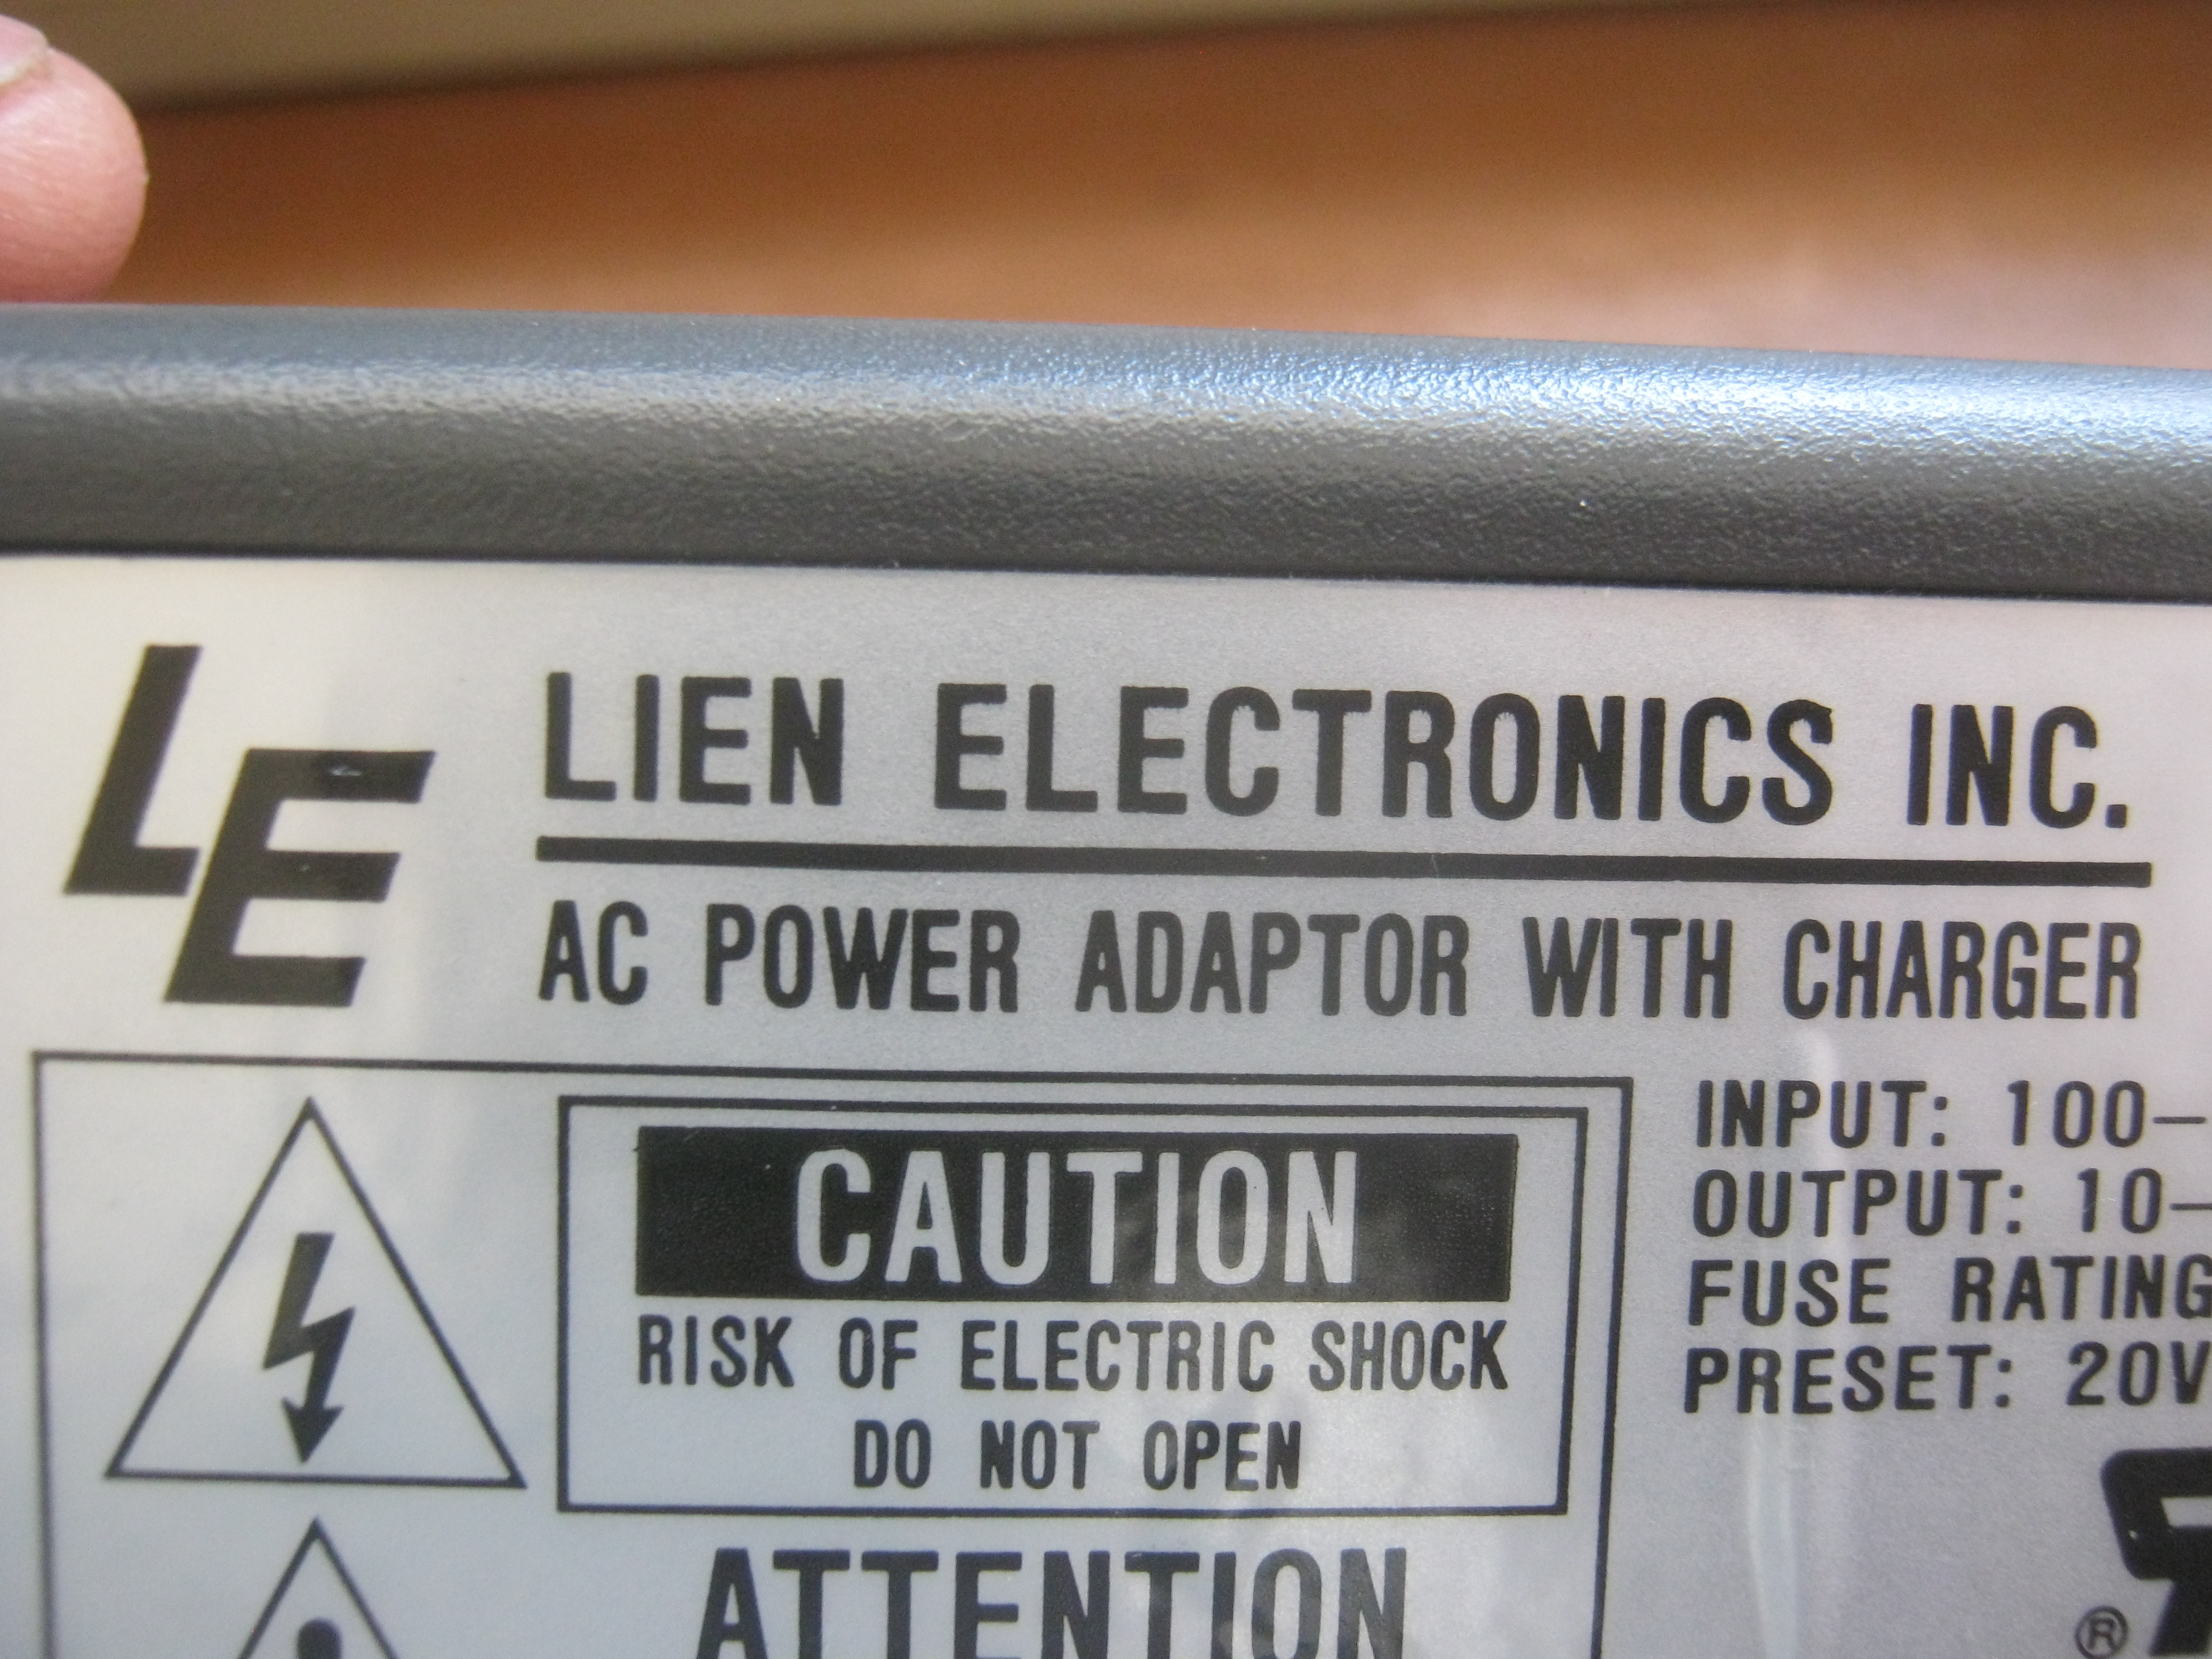 LE
LIEN ELECTRONICS INC.
AC POWER ADAPTOR WITH CHARGER
CAUTION
RISK OF ELECTRIC SHOCK
DO NOT OPEN
ATTENTION
INPUT: 100-
OUTPUT: 10-
FUSE RATING
PRESET: 20V
®